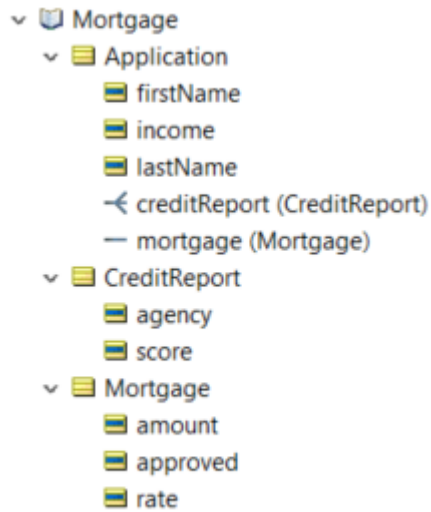 Mortgage
Application
firstName
income
lastName
creditReport (CreditReport)
mortgage (Mortgage)
CreditReport
agency
score
Mortgage
amount
approved
rate